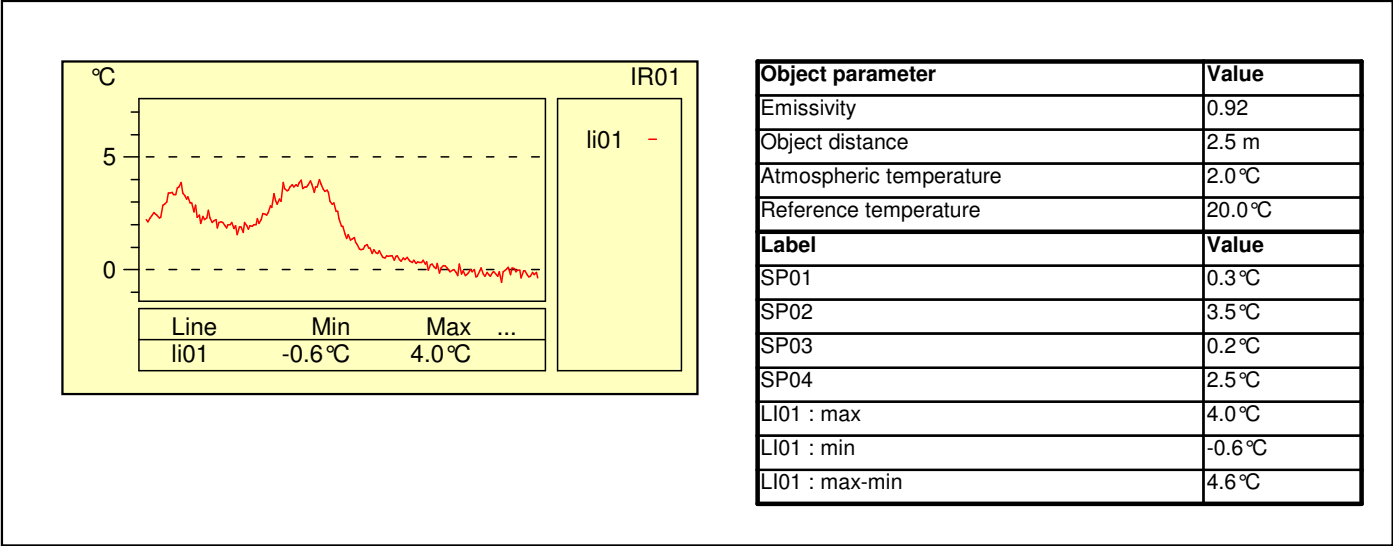 °C IR01
li01
5
0
Line Min Max ...
li01 -0.6°C 4.0°C
Object parameter Value
Emissivity 0.92
Object distance 2.5 m
Atmospheric temperature 2.0°C
Reference temperature 20.0°C
Label Value
SP01 0.3°C
SP02 3.5°C
SP03 0.2°C
SP04 2.5°C
LI01 : max 4.0°C
LI01 : min -0.6°C
LI01 : max-min 4.6°C